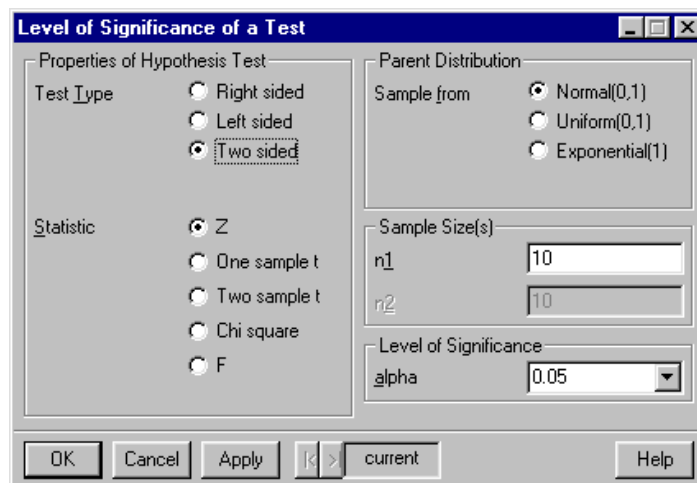 Level of Significance of a Test
Properties of Hypothesis Test
Test Type
Right sided
Left sided
Two sided
Statistic
Z
One sample t
Two sample t
Chi square
F
Parent Distribution
Sample from
Normal(0,1)
Uniform(0,1)
Exponential(1)
Sample Size(s)
n1
10
n2
10
Level of Significance
alpha
0.05
OK
Cancel
Apply
current
Help